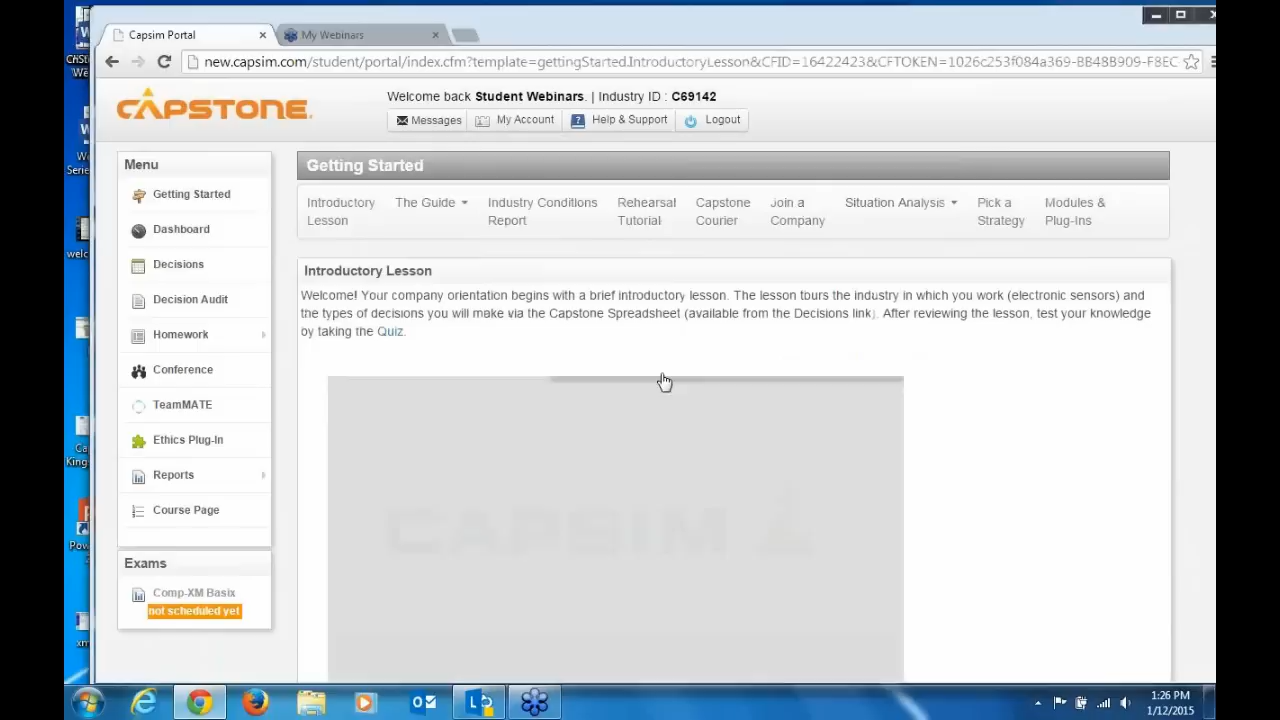 Capsim Portal
My Webinars
new.capsim.com/student/portal/index.cfm?template=gettingStarted.IntroductoryLesson&CFID=16422423&CFTOKEN=1026c253f084a369-BB48B909-F8EC
CAPSTONE
Welcome back Student Webinars. | Industry ID : C69142
Messages My Account Help & Support Logout
Menu
Getting Started
Dashboard
Decisions
Decision Audit
Homework
Conference
TeamMATE
Ethics Plug-In
Reports
Course Page
Exams
Comp-XM Basix
not scheduled yet
Getting Started
Introductory Lesson
The Guide
Industry Conditions Report
Rehearsal Tutorial
Capstone Courier
Join a Company
Situation Analysis
Pick a Strategy
Modules & Plug-Ins
Introductory Lesson
Welcome! Your company orientation begins with a brief introductory lesson. The lesson tours the industry in which you work (electronic sensors) and
the types of decisions you will make via the Capstone Spreadsheet (available from the Decisions link). After reviewing the lesson, test your knowledge
by taking the Quiz.
CAPSIM
1:26 PM
1/12/2015